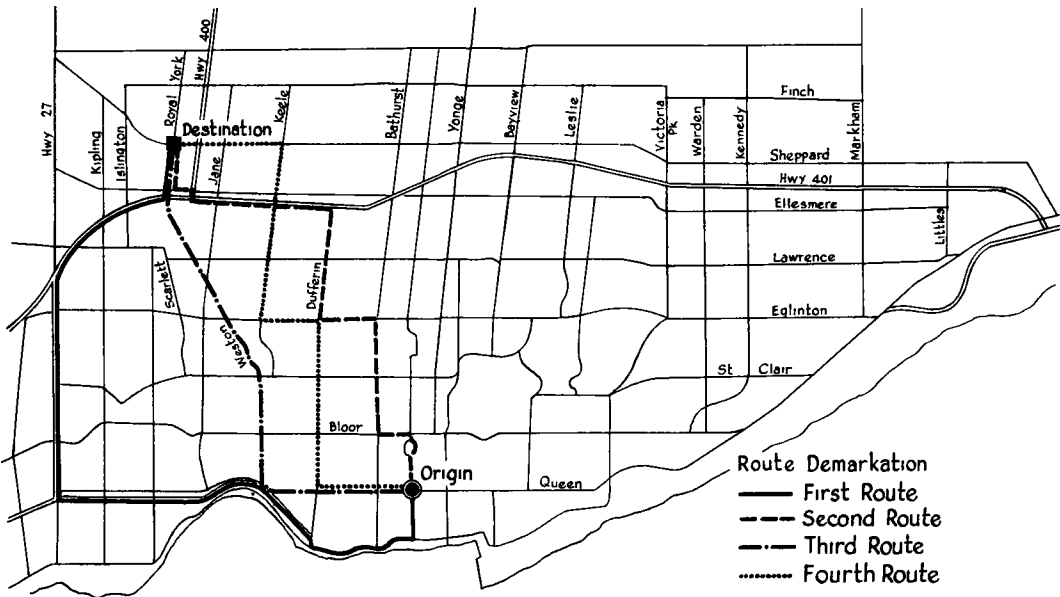 Hwy 27
Kipling
Islington
Royal York
Hwy 400
Jane
Keele
Bathurst
Yonge
Bayview
Leslie
Victoria Pk
Warden
Kennedy
Markham
Finch
Destination
Sheppard
Hwy 401
Ellesmere
Littles
Lawrence
Scarlett
Dufferin
Eglinton
Weston
St Clair
Bloor
Origin
Queen
Route Demarkation
First Route
Second Route
Third Route
Fourth Route